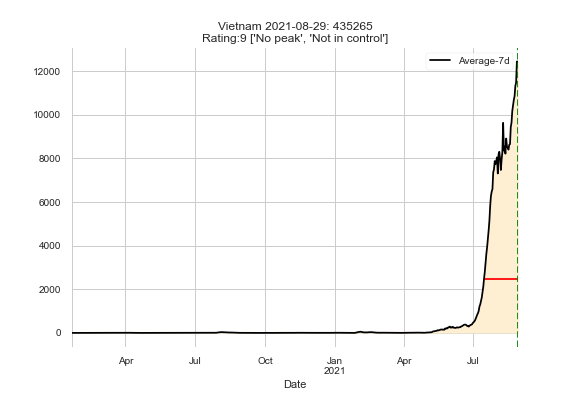 Vietnam 2021-08-29: 435265
Rating:9 ['No peak', 'Not in control']
Average-7d
12000
10000
8000
6000
4000
2000
0
Apr
Jul
Oct
Jan
2021
Apr
Jul
Date